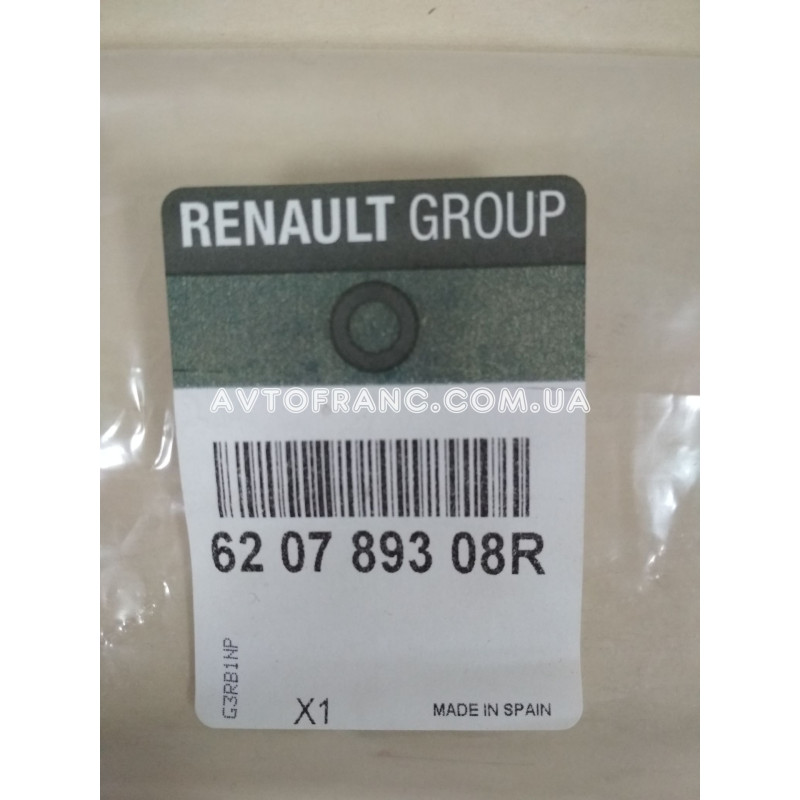 RENAULT GROUP
AVTOFRANC.COM.UA
62 07 893 08R
G3RB1NP
X1
MADE IN SPAIN